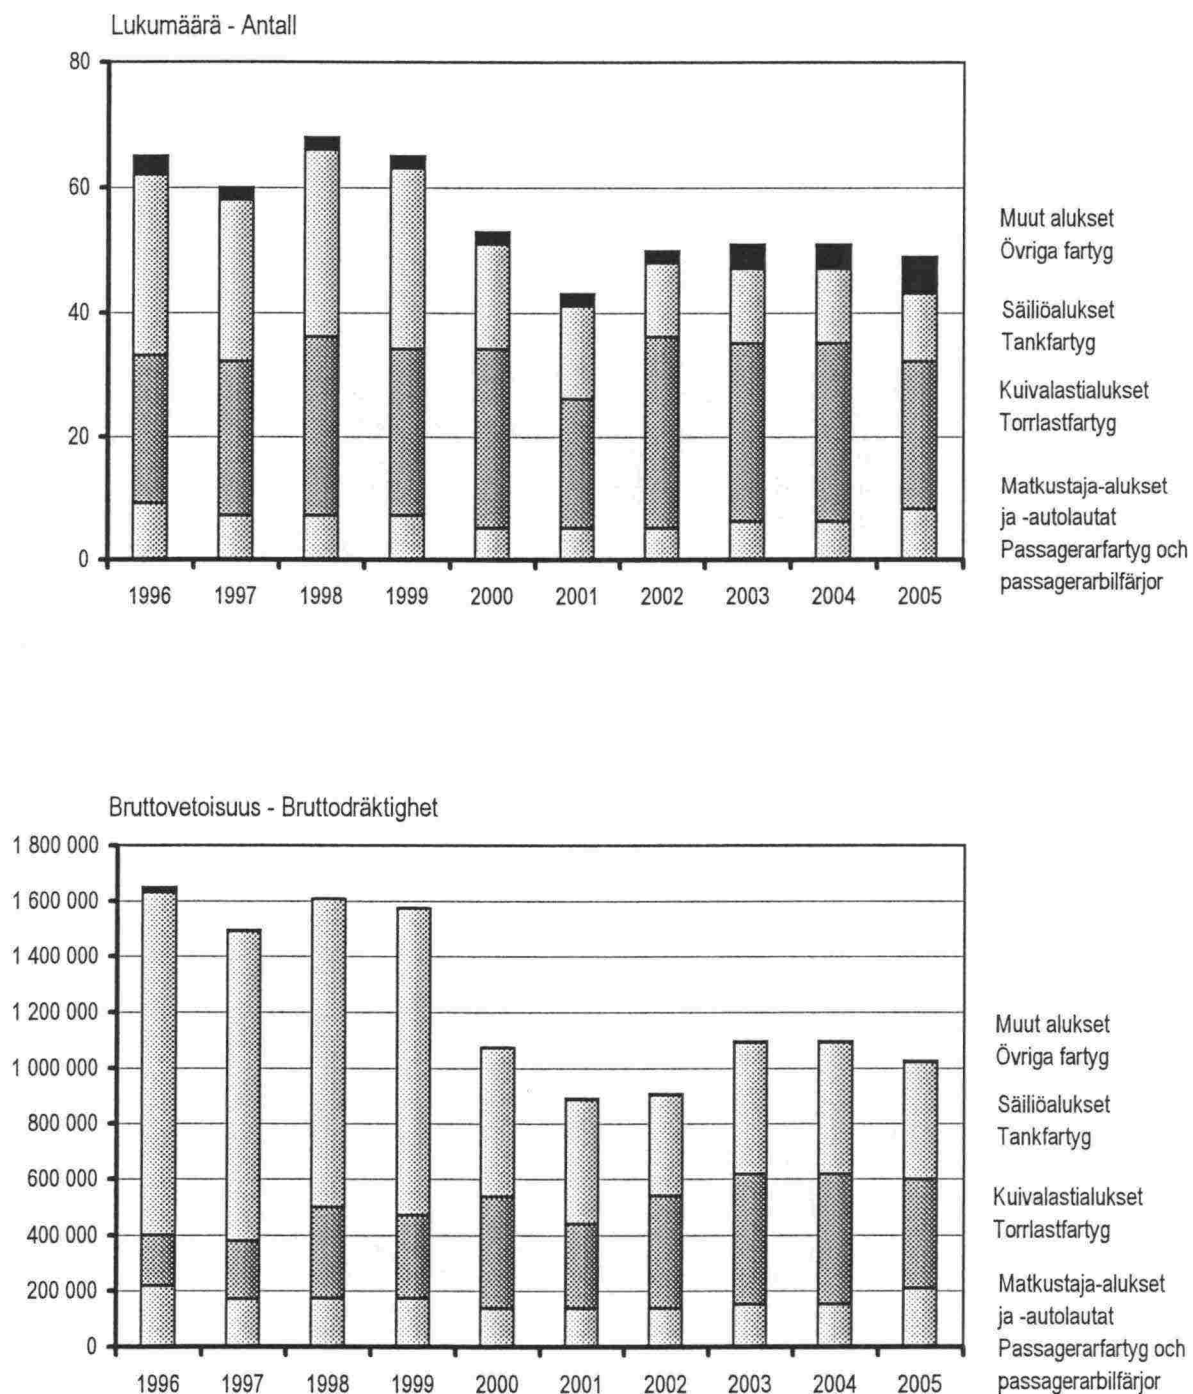 Lukumäärä - Antall
80
60
40
20
0
1996 1997 1998 1999 2000 2001 2002 2003 2004 2005
Muut alukset
Övriga fartyg
Säiliöalukset
Tankfartyg
Kuivalastialukset
Torrlastfartyg
Matkustaja-alukset
ja -autolautat
Passagerarfartyg och
passagerarbilfärjor
Bruttovetoisuus - Bruttodräktighet
1 800 000
1 600 000
1 400 000
1 200 000
1 000 000
800 000
600 000
400 000
200 000
0
1996 1997 1998 1999 2000 2001 2002 2003 2004 2005
Muut alukset
Övriga fartyg
Säiliöalukset
Tankfartyg
Kuivalastialukset
Torrlastfartyg
Matkustaja-alukset
ja -autolautat
Passagerarfartyg och
passagerarbilfärjor